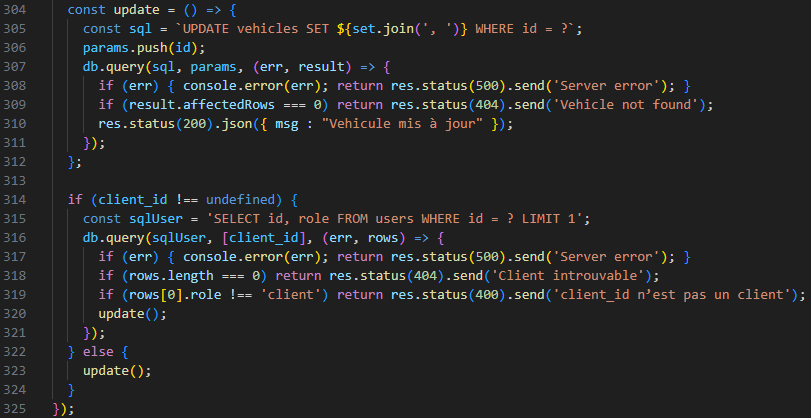 304 const update = () => {
305 const sql = `UPDATE vehicles SET ${set.join(', ')} WHERE id = ?`;
306 params.push(id);
307 db.query(sql, params, (err, result) => {
308 if (err) { console.error(err); return res.status(500).send('Server error'); }
309 if (result.affectedRows === 0) return res.status(404).send('Vehicle not found');
310 res.status(200).json({ msg : "Vehicule mis à jour" });
311 });
312 };
313
314 if (client_id !== undefined) {
315 const sqlUser = 'SELECT id, role FROM users WHERE id = ? LIMIT 1';
316 db.query(sqlUser, [client_id], (err, rows) => {
317 if (err) { console.error(err); return res.status(500).send('Server error'); }
318 if (rows.length === 0) return res.status(404).send('Client introuvable');
319 if (rows[0].role !== 'client') return res.status(400).send('client_id n’est pas un client');
320 update();
321 });
322 } else {
323 update();
324 }
325 });